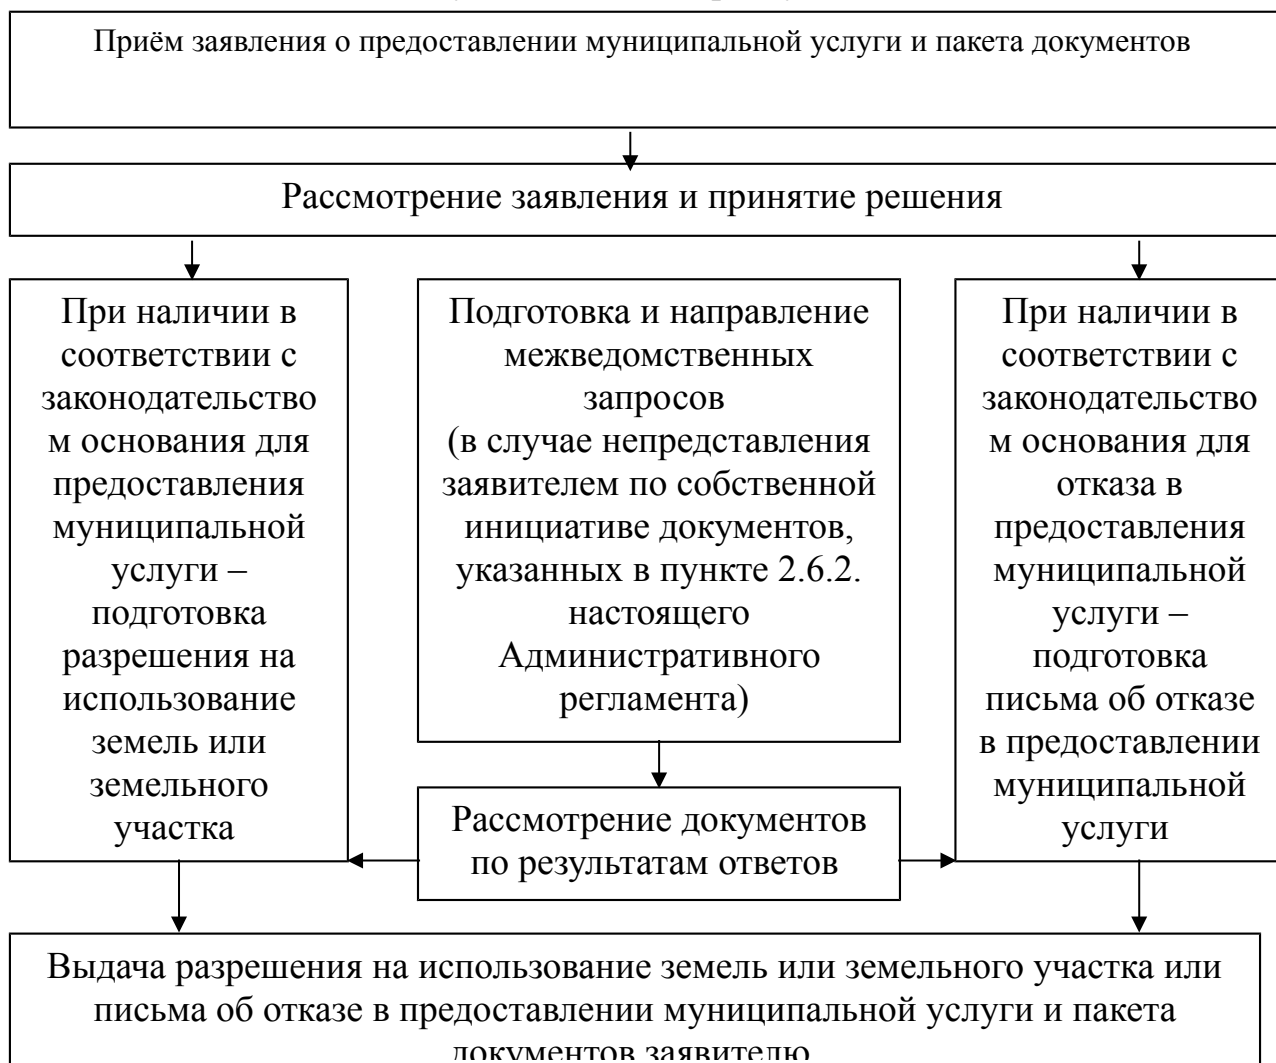 Приём заявления о предоставлении муниципальной услуги и пакета документов
Рассмотрение заявления и принятие решения
При наличии в
соответствии с
законодательство
м основания для
предоставления
муниципальной
услуги –
подготовка
разрешения на
использование
земель или
земельного
участка
Подготовка и направление
межведомственных
запросов
(в случае непредставления
заявителем по собственной
инициативе документов,
указанных в пункте 2.6.2.
настоящего
Административного
регламента)
Рассмотрение документов
по результатам ответов
При наличии в
соответствии с
законодательство
м основания для
отказа в
предоставления
муниципальной
услуги –
подготовка
письма об отказе
в предоставлении
муниципальной
услуги
Выдача разрешения на использование земель или земельного участка или
письма об отказе в предоставлении муниципальной услуги и пакета
документов заявителю